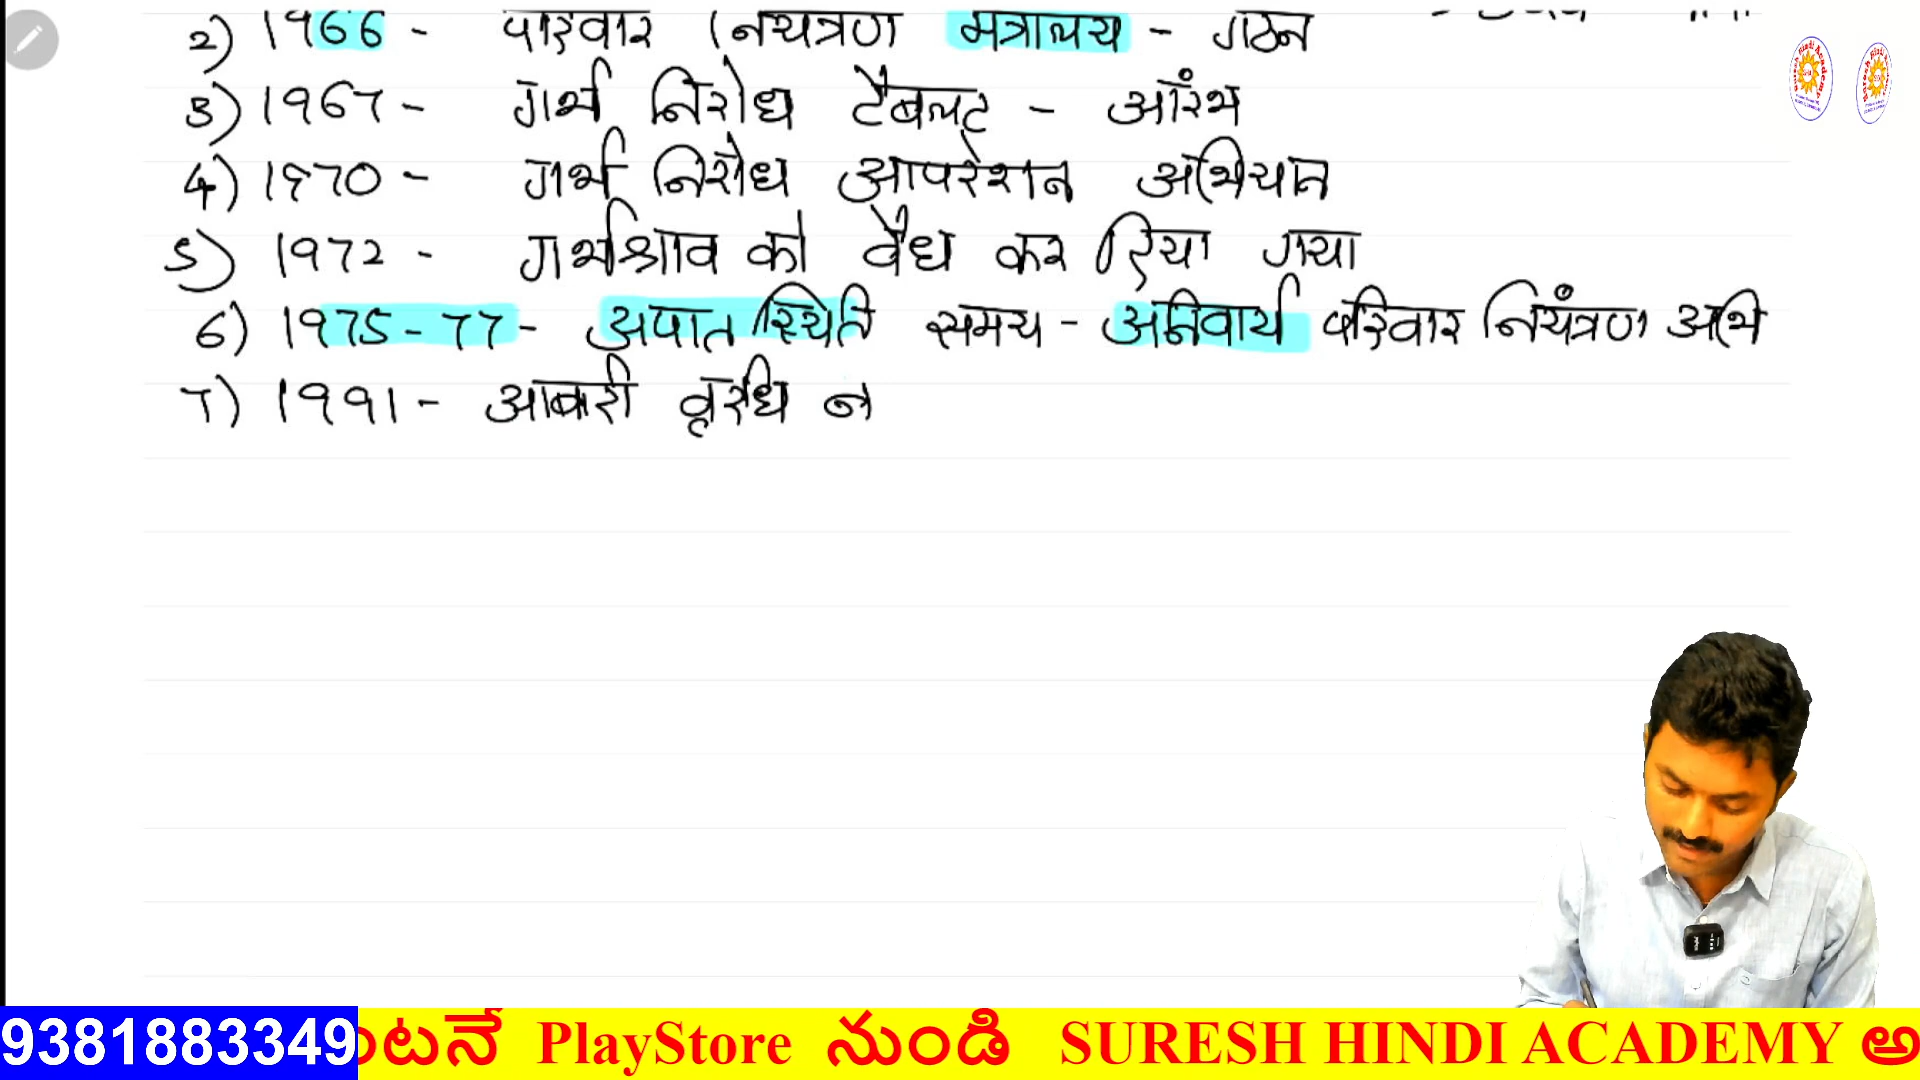 2) 1966 - परिवार नियंत्रण मंत्रालय - गठन
3) 1967 - गर्भ निरोध टैबलट - आरंभ
4) 1970 - गर्भ निरोध आपरेशन अभियान
5) 1972 - गर्भश्राव को वैध कर दिया गया
6) 1975-77 - अपात स्थिति समय - अनिवार्य परिवार नियंत्रण अभि
7) 1991 - आबादी वृद्धि
9381883349 ంటనే PlayStore నుండి SURESH HINDI ACADEMY అ